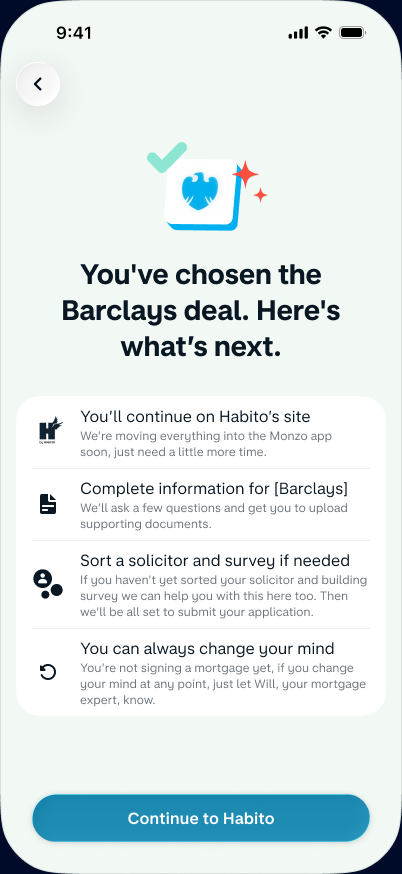 9:41
You've chosen the
Barclays deal. Here's
what's next.
You'll continue on Habito's site
We're moving everything into the Monzo app
soon, just need a little more time.
Complete information for [Barclays]
We'll ask a few questions and get you to upload
supporting documents.
Sort a solicitor and survey if needed
If you haven't yet sorted your solicitor and building
survey we can help you with this here too. Then
we'll be all set to submit your application.
You can always change your mind
You're not signing a mortgage yet, if you change
your mind at any point, just let Will, your mortgage
expert, know.
Continue to Habito